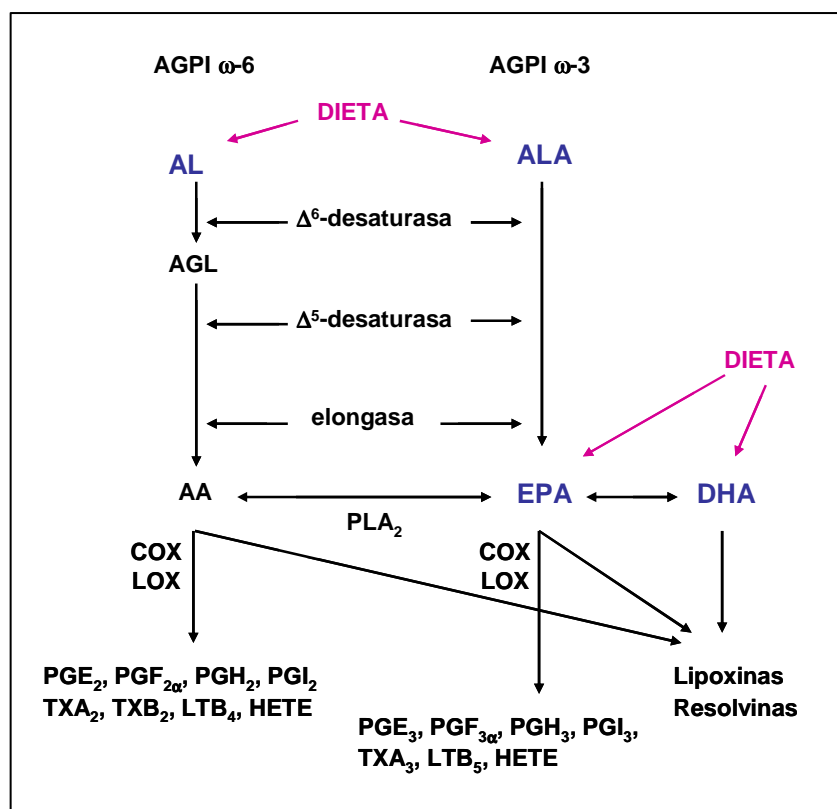 AGPI ω-6 AGPI ω-3
DIETA
AL ALA
Δ⁶-desaturasa
AGL
Δ⁵-desaturasa
DIETA
elongasa
AA EPA DHA
PLA₂
COX COX
LOX LOX
PGE₂, PGF₂α, PGH₂, PGI₂ Lipoxinas
TXA₂, TXB₂, LTB₄, HETE Resolvinas
PGE₃, PGF₃α, PGH₃, PGI₃,
TXA₃, LTB₅, HETE